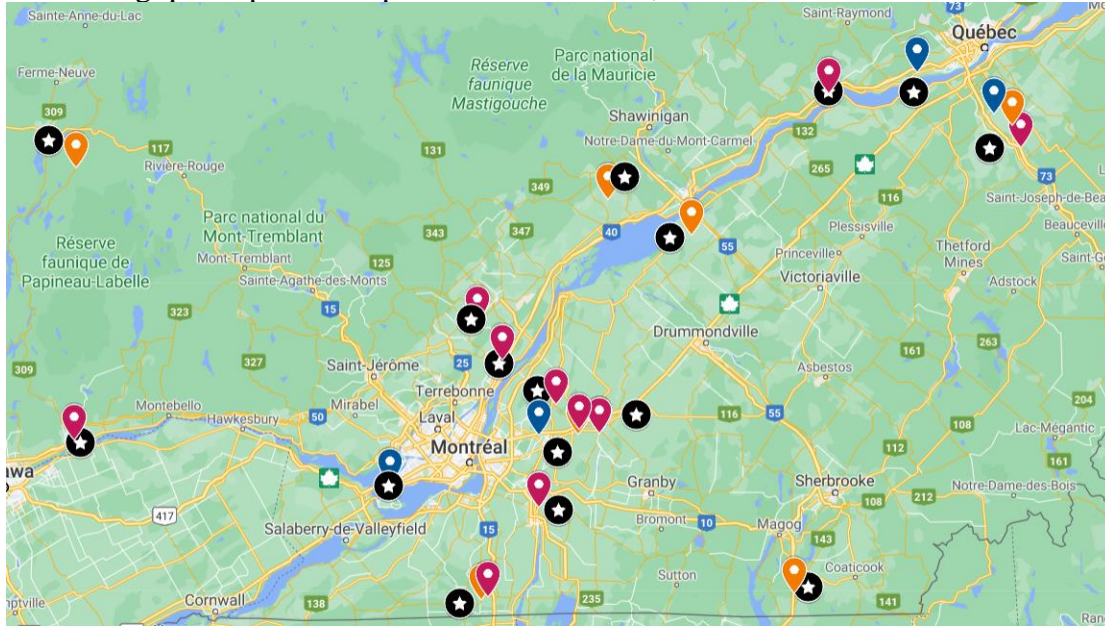 Sainte-Anne-du-Lac
Saint-Raymond
73
Québec
Ferme-Neuve
Réserve
faunique
Mastigouche
Parc national
de la Mauricie
309
Shawinigan
132
117
131
Notre-Dame-du-Mont-Carmel
Rivière-Rouge
265
349
116
73
Saint-Joseph-de-Bea
Parc national du
Mont-Tremblant
343
347
40
55
Plessisville
Beauceville
Réserve
faunique de
Papineau-Labelle
Mont-Tremblant
125
Princeville
Thetford
Mines
Saint-G
Sainte-Agathe-des-Monts
Victoriaville
Adstock
323
15
Drummondville
263
161
309
327
Saint-Jérôme
25
Asbestos
Terrebonne
204
Montebello
Hawkesbury
50
Mirabel
Laval
116
55
108
Lac-Mégantic
Montréal
112
161
awa
Granby
Sherbrooke
417
108
212
Notre-Dame-des-Bois
Salaberry-de-Valleyfield
15
Bromont
10
Magog
143
Sutton
Coaticook
mptville
Cornwall
138
235
141
Ran